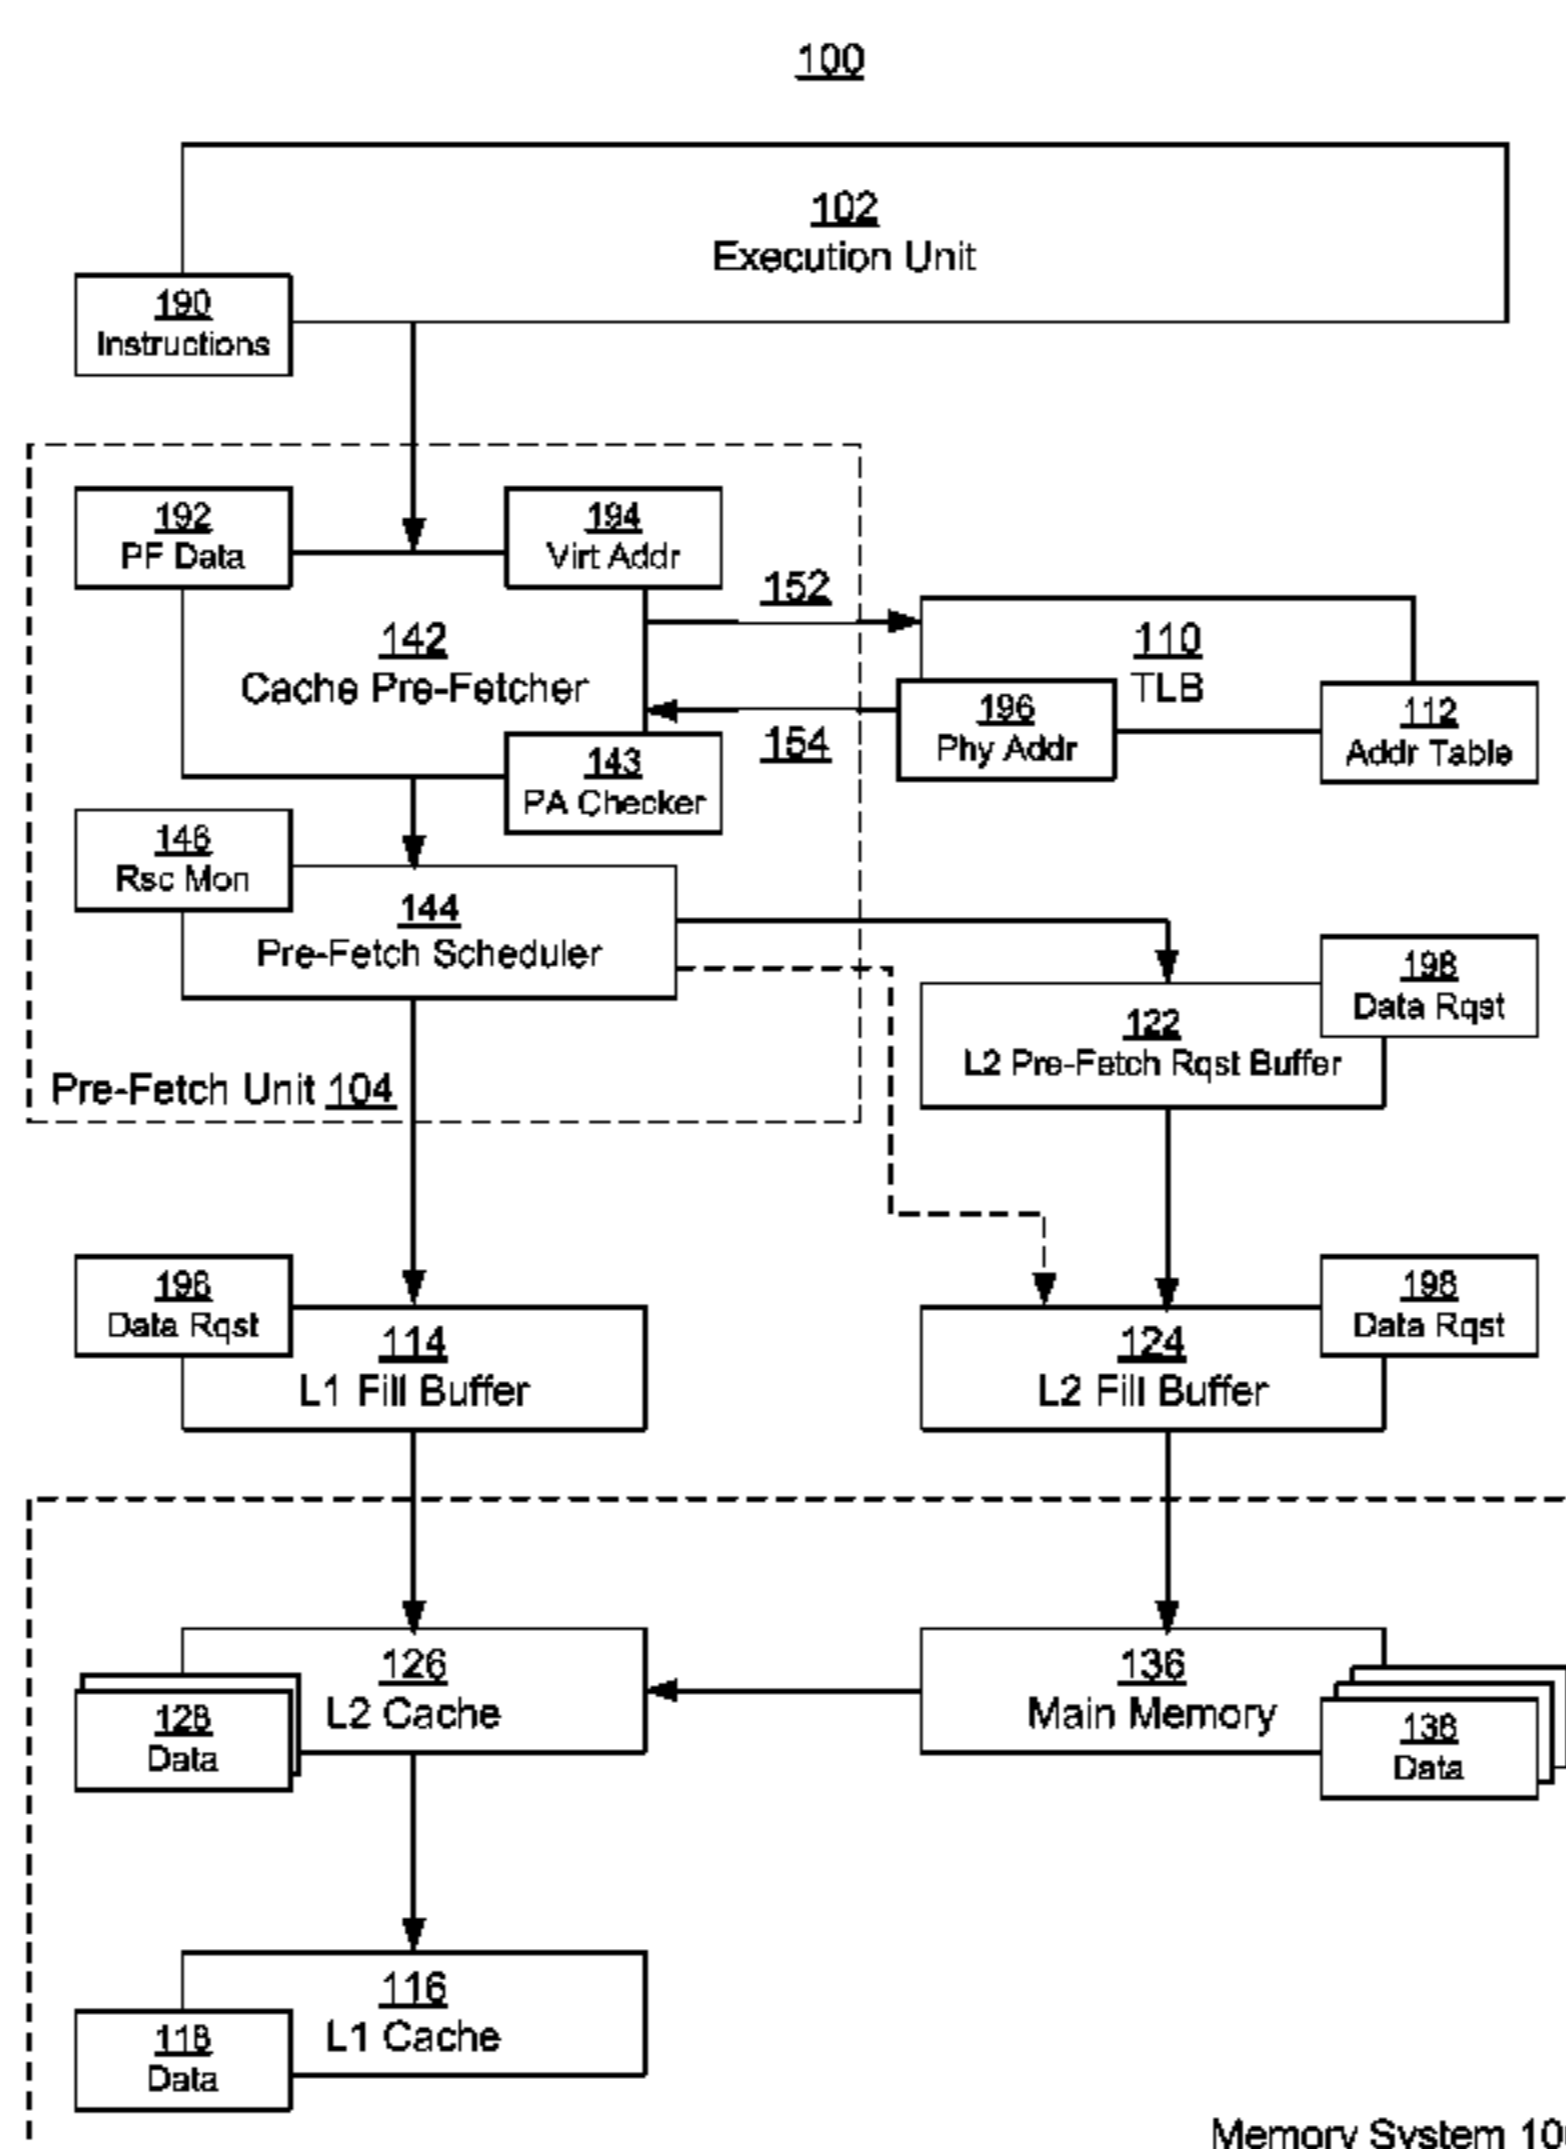 100
102
Execution Unit
190
Instructions
192
PF Data
194
Virt Addr
152
142
Cache Pre-Fetcher
110
TLB
196
Phy Addr
112
Addr Table
154
143
PA Checker
146
Rsc Mon
144
Pre-Fetch Scheduler
198
Data Rqst
122
L2 Pre-Fetch Rqst Buffer
Pre-Fetch Unit 104
198
Data Rqst
114
L1 Fill Buffer
198
Data Rqst
124
L2 Fill Buffer
126
L2 Cache
128
Data
136
Main Memory
138
Data
116
L1 Cache
118
Data
Memory System